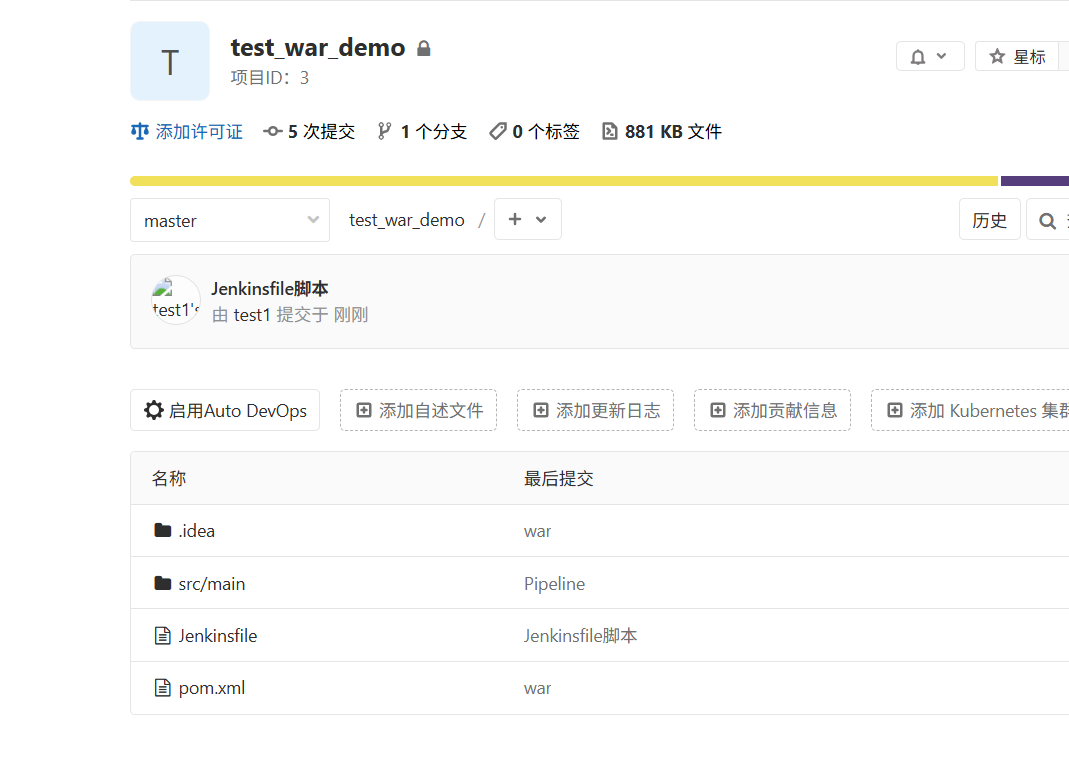 T
test_war_demo
项目ID: 3
星标
添加许可证 5 次提交 1 个分支 0 个标签 881 KB 文件
master test_war_demo / 历史
Jenkinsfile脚本
test1's
由 test1 提交于 刚刚
启用Auto DevOps 添加自述文件 添加更新日志 添加贡献信息 添加 Kubernetes 集群
名称 最后提交
.idea war
src/main Pipeline
Jenkinsfile Jenkinsfile脚本
pom.xml war